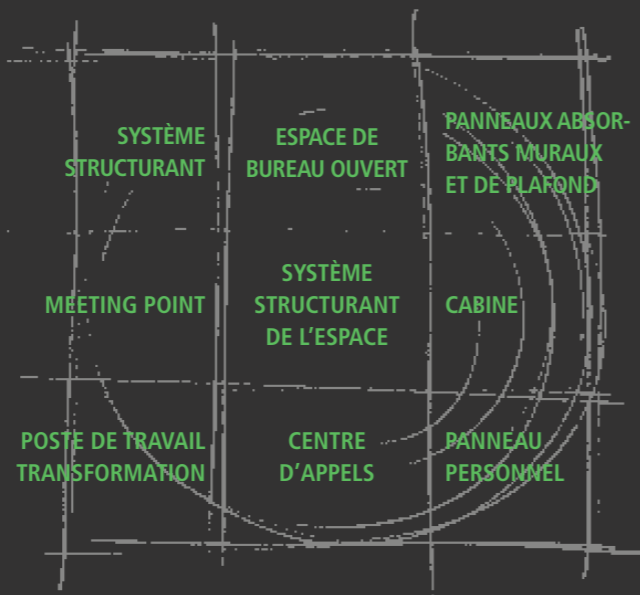 SYSTÈME
STRUCTURANT
ESPACE DE
BUREAU OUVERT
PANNEAUX ABSOR-
BANTS MURAUX
ET DE PLAFOND
MEETING POINT
SYSTÈME
STRUCTURANT
DE L’ESPACE
CABINE
POSTE DE TRAVAIL
TRANSFORMATION
CENTRE
D’APPELS
PANNEAU
PERSONNEL